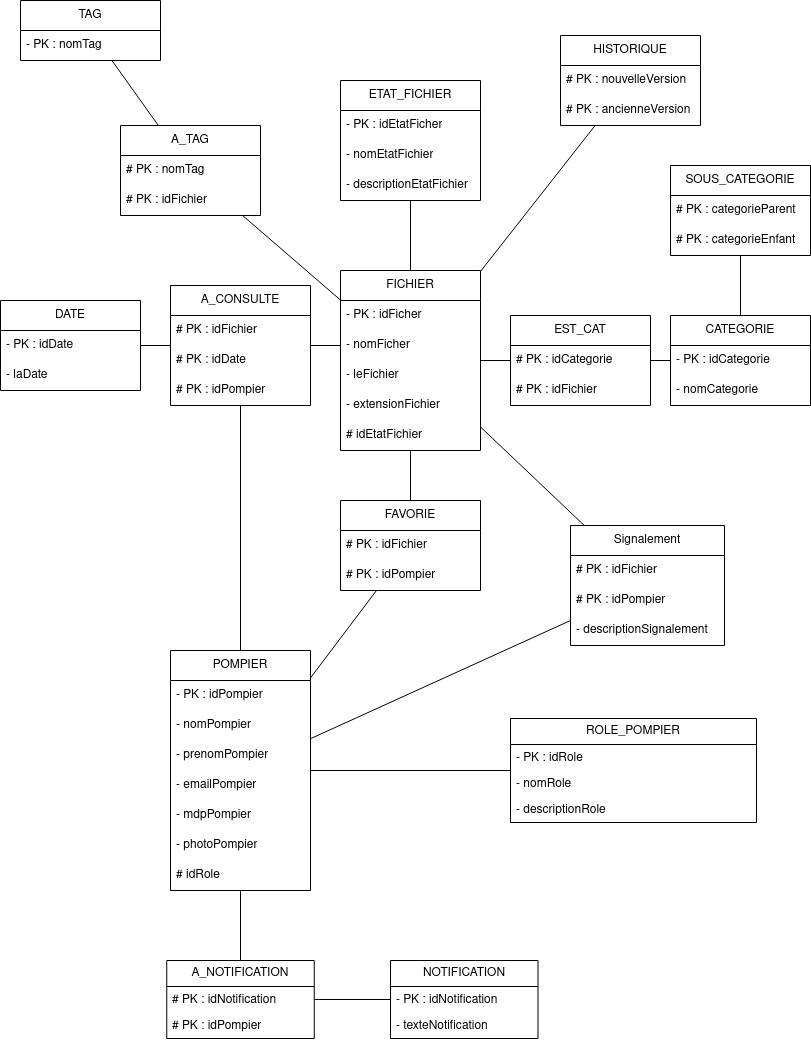 TAG
- PK : nomTag
HISTORIQUE
# PK : nouvelleVersion
# PK : ancienneVersion
ETAT_FICHIER
- PK : idEtatFicher
- nomEtatFichier
- descriptionEtatFichier
A_TAG
# PK : nomTag
# PK : idFichier
SOUS_CATEGORIE
# PK : categorieParent
# PK : categorieEnfant
DATE
- PK : idDate
- laDate
A_CONSULTE
# PK : idFichier
# PK : idDate
# PK : idPompier
FICHIER
- PK : idFicher
- nomFicher
- leFichier
- extensionFichier
# idEtatFichier
EST_CAT
# PK : idCategorie
# PK : idFichier
CATEGORIE
- PK : idCategorie
- nomCategorie
FAVORIE
# PK : idFichier
# PK : idPompier
Signalement
# PK : idFichier
# PK : idPompier
- descriptionSignalement
POMPIER
- PK : idPompier
- nomPompier
- prenomPompier
- emailPompier
- mdpPompier
- photoPompier
# idRole
ROLE_POMPIER
- PK : idRole
- nomRole
- descriptionRole
A_NOTIFICATION
# PK : idNotification
# PK : idPompier
NOTIFICATION
- PK : idNotification
- texteNotification